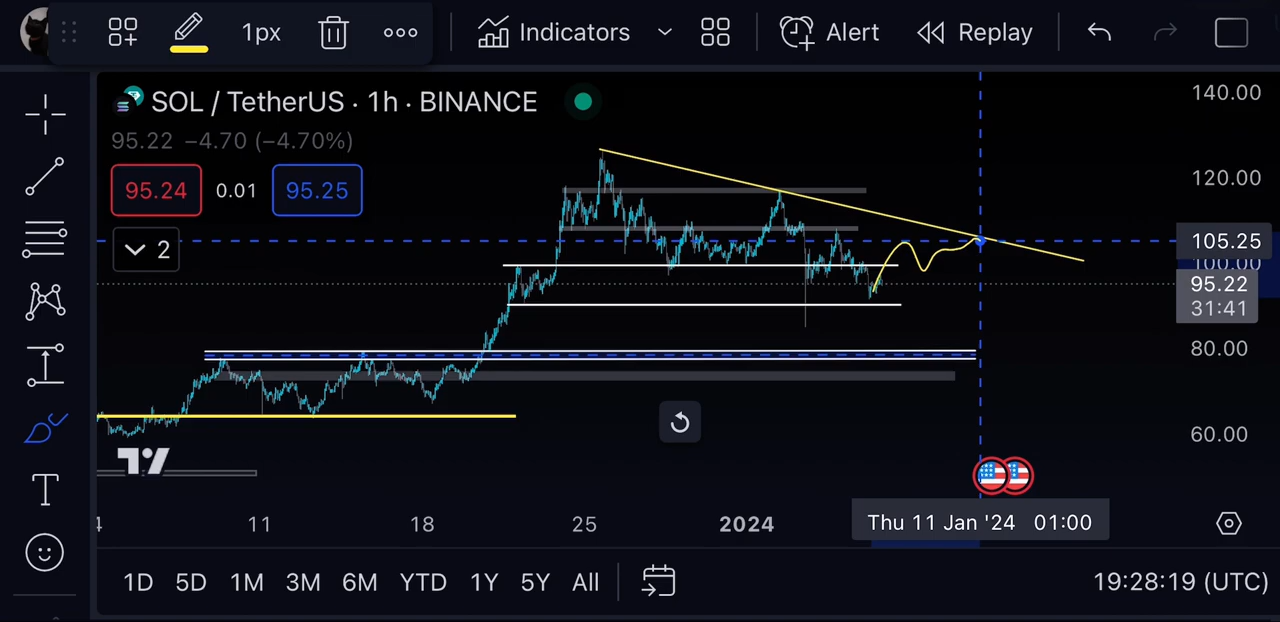 1px
Indicators
Alert
Replay
SOL / TetherUS · 1h · BINANCE
95.22 −4.70 (−4.70%)
95.24
0.01
95.25
2
140.00
120.00
105.25
100.00
95.22
31:41
80.00
60.00
4
11
18
25
2024
Thu 11 Jan '24 01:00
1D
5D
1M
3M
6M
YTD
1Y
5Y
All
19:28:19 (UTC)
T